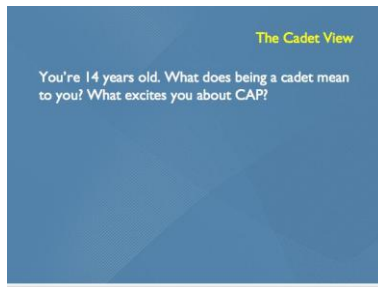 The Cadet View
You're 14 years old. What does being a cadet mean
to you? What excites you about CAP?